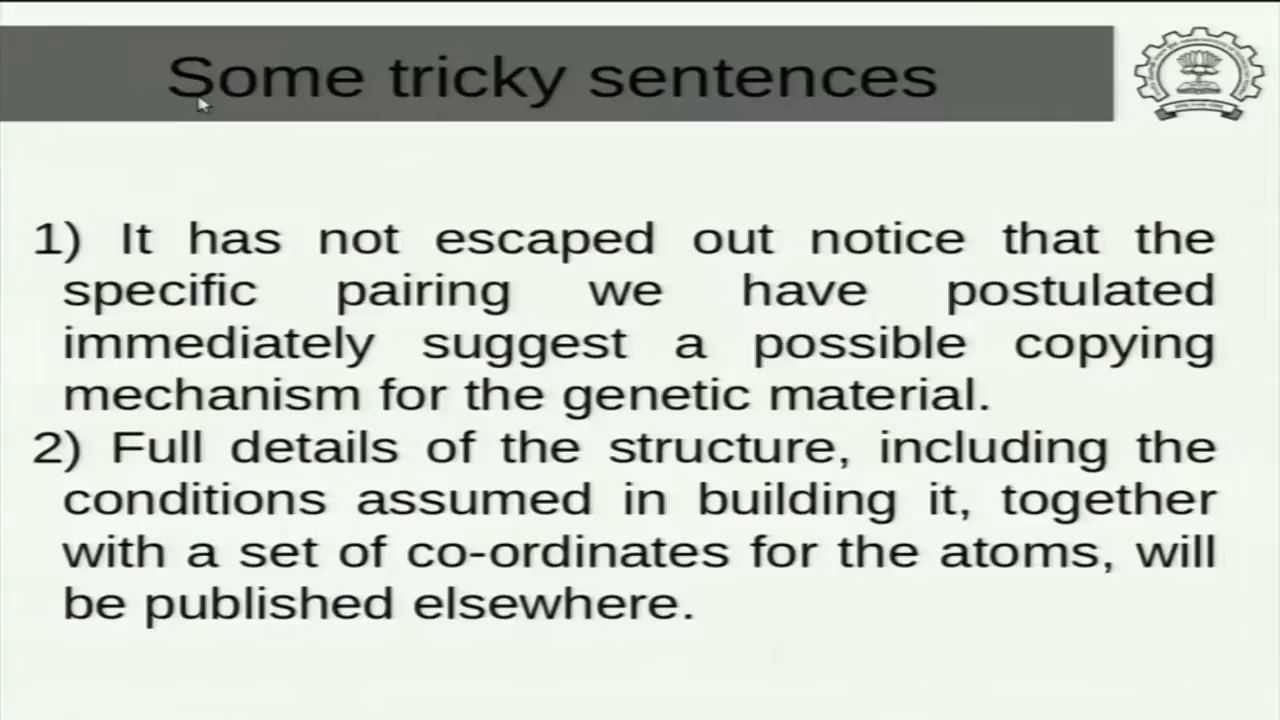 Some tricky sentences
1) It has not escaped out notice that the
specific pairing we have postulated
immediately suggest a possible copying
mechanism for the genetic material.
2) Full details of the structure, including the
conditions assumed in building it, together
with a set of co-ordinates for the atoms, will
be published elsewhere.